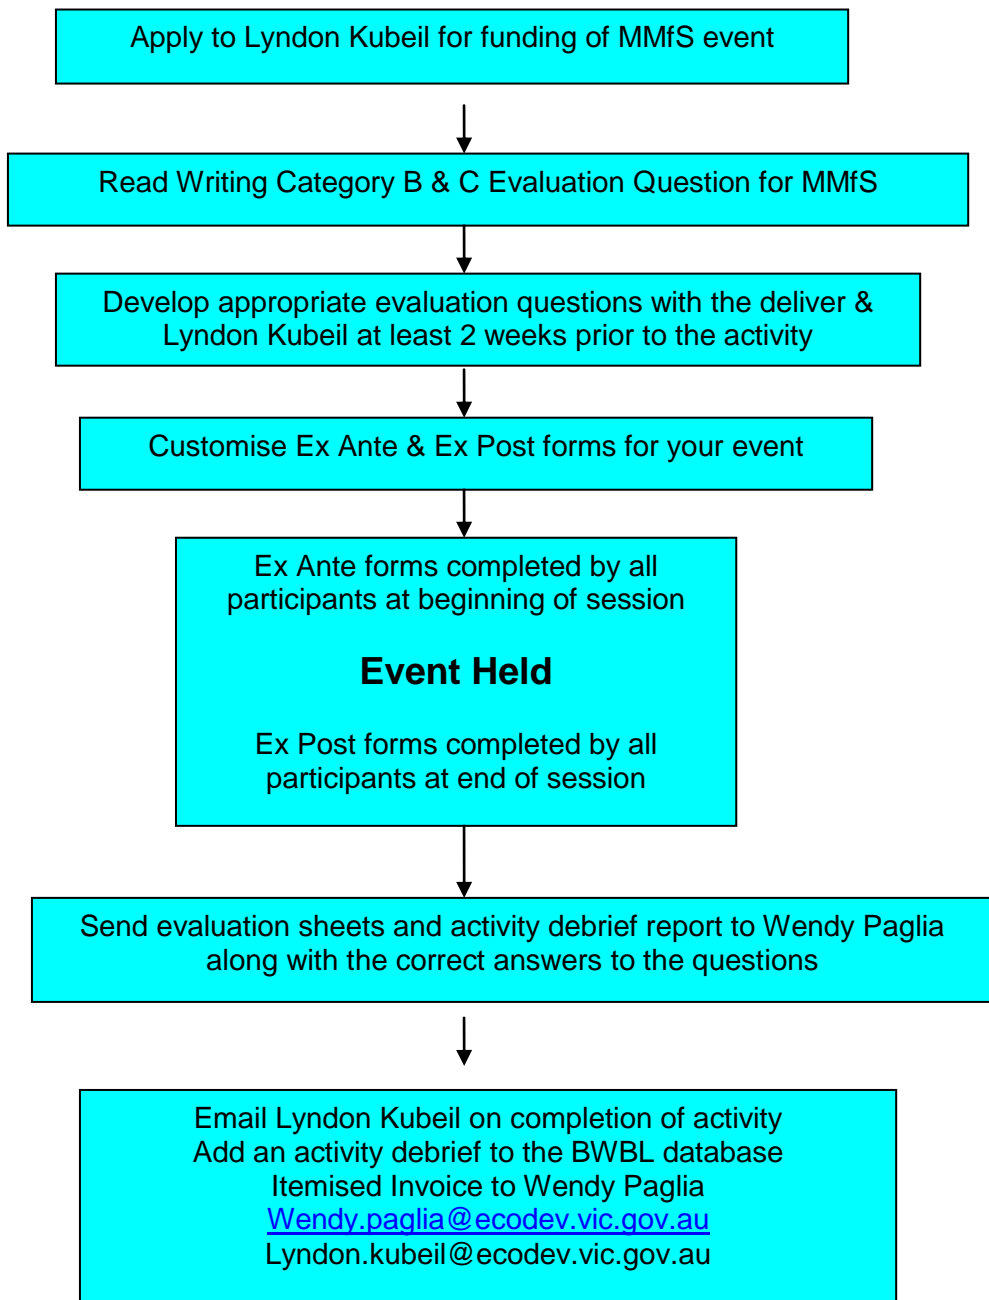 Apply to Lyndon Kubeil for funding of MMfS event
Read Writing Category B & C Evaluation Question for MMfS
Develop appropriate evaluation questions with the deliver &
Lyndon Kubeil at least 2 weeks prior to the activity
Customise Ex Ante & Ex Post forms for your event
Ex Ante forms completed by all
participants at beginning of session
Event Held
Ex Post forms completed by all
participants at end of session
Send evaluation sheets and activity debrief report to Wendy Paglia
along with the correct answers to the questions
Email Lyndon Kubeil on completion of activity
Add an activity debrief to the BWBL database
Itemised Invoice to Wendy Paglia
Wendy.paglia@ecodev.vic.gov.au
Lyndon.kubeil@ecodev.vic.gov.au